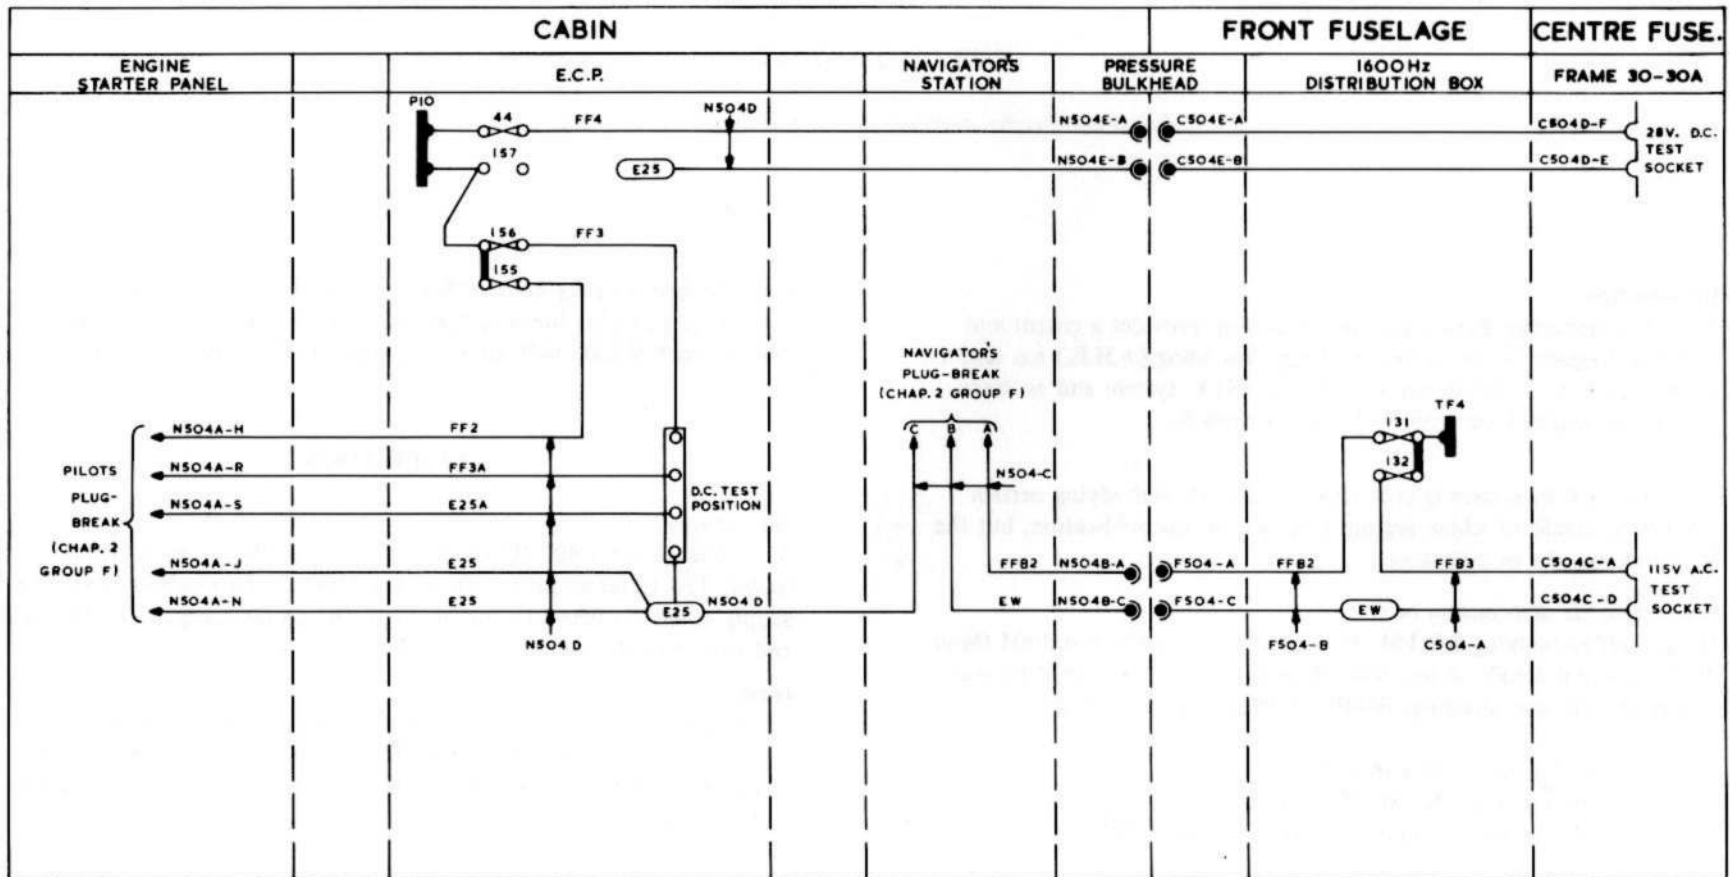 CABIN
FRONT FUSELAGE
CENTRE FUSE.
ENGINE
STARTER PANEL
E.C.P.
NAVIGATOR'S
STATION
PRESSURE
BULKHEAD
1600Hz
DISTRIBUTION BOX
FRAME 30-30A
P10
44
FF4
N504D
N504E-A
C504E-A
C504D-F
28V. D.C.
TEST
SOCKET
157
E25
N504E-B
C504E-B
C504D-E
156
FF3
155
NAVIGATOR'S
PLUG-BREAK
(CHAP. 2 GROUP F)
C B A
N504-C
TF4
131
132
PILOTS
PLUG-
BREAK
(CHAP. 2
GROUP F)
N504A-H
FF2
N504A-R
FF3A
N504A-S
E25A
N504A-J
E25
N504A-N
E25
D.C. TEST
POSITION
E25
N504 D
N504 D
FFB2
N504B-A
F504-A
FFB2
FFB3
C504C-A
EW
N504B-C
F504-C
EW
C504C-D
115V A.C.
TEST
SOCKET
F504-B
C504-A